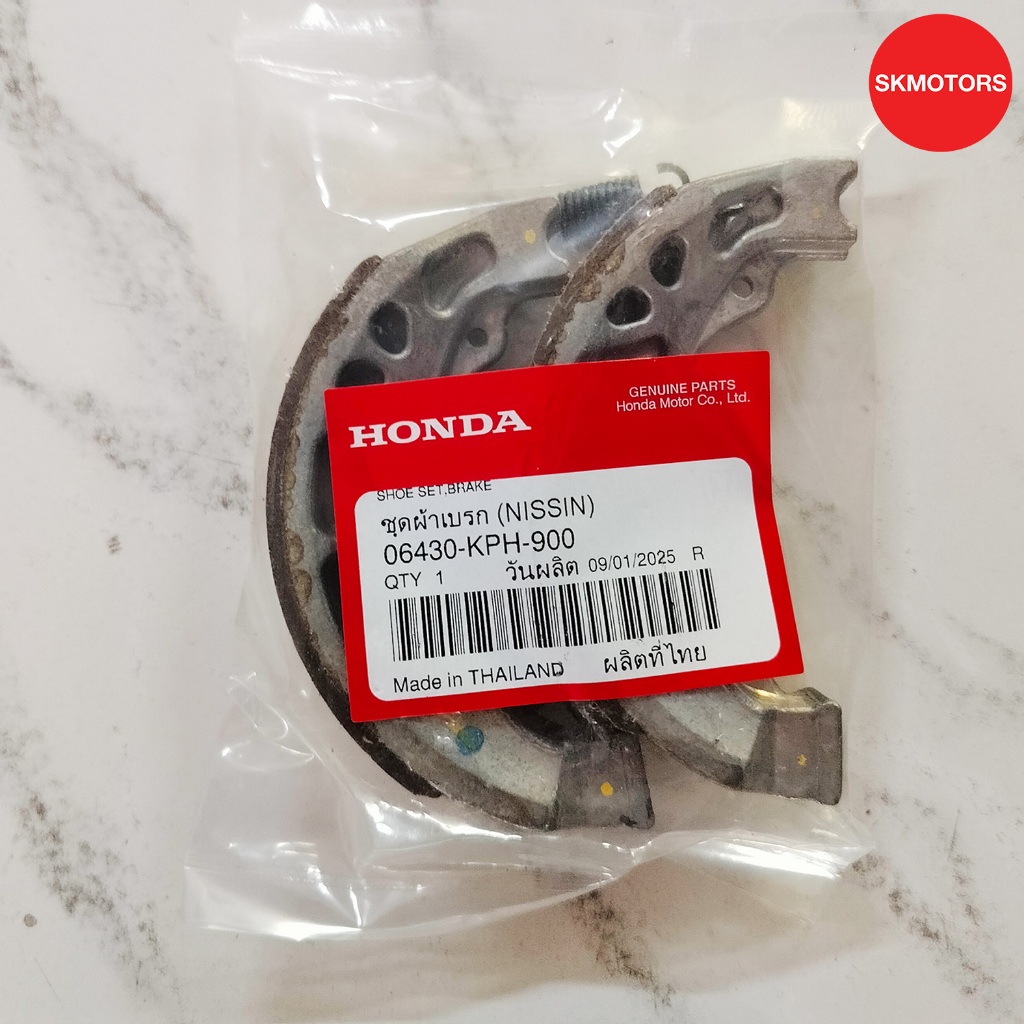 SKMOTORS
HONDA
GENUINE PARTS
Honda Motor Co., Ltd.
SHOE SET,BRAKE
ชุดผ้าเบรก (NISSIN)
06430-KPH-900
QTY 1 วันผลิต 09/01/2025 R
Made in THAILAND ผลิตที่ไทย